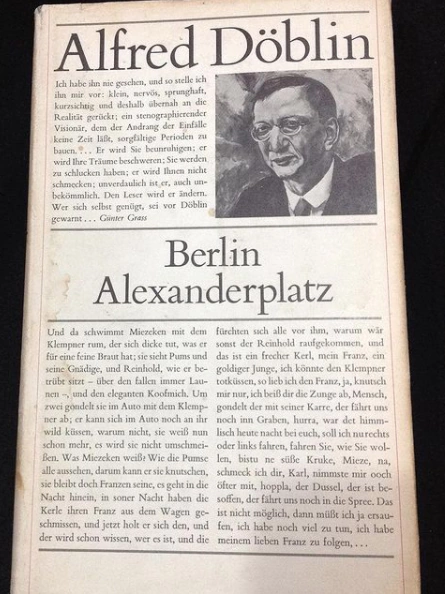 Alfred Döblin
Ich habe ihn nie gesehen, und so stelle ich
ihn mir vor: klein, nervös, sprunghaft,
kurzsichtig und deshalb übernah an die
Realität gerückt; ein stenographierender
Visionär, dem der Andrang der Einfälle
keine Zeit läßt, sorgfältige Perioden zu
bauen. . . . Er wird Sie beunruhigen; er
wird Ihre Träume beschweren; Sie werden
zu schlucken haben; er wird Ihnen nicht
schmecken; unverdaulich ist er, auch un-
bekömmlich. Den Leser wird er ändern.
Wer sich selbst genügt, sei vor Döblin
gewarnt . . . Günter Grass
Berlin
Alexanderplatz
Und da schwimmt Miezeken mit dem
Klempner rum, der sich dicke tut, was er
für eine feine Braut hat; sie sieht Pums und
seine Gnädige, und Reinhold, wie er be-
trübt sitzt – über den fallen immer Lau-
nen –, und den eleganten Koofmich. Um
zwei gondelt sie im Auto mit dem Klemp-
ner ab; er kann sich im Auto noch an ihr
wild küssen, warum nicht, sie weiß nun
schon mehr, es wird sie nicht umschmei-
ßen. Was Miezeken weiß? Wie die Pumse
alle aussehen, darum kann er sie knutschen,
sie bleibt doch Franzen seine, es geht in die
Nacht hinein, in soner Nacht haben die
Kerle ihren Franz aus dem Wagen ge-
schmissen, und jetzt holt er sich den, und
der wird schon wissen, wer es ist, und die
fürchten sich alle vor ihm, warum wär
sonst der Reinhold raufgekommen, und
das ist ein frecher Kerl, mein Franz, ein
goldiger Junge, ich könnte den Klempner
totküssen, so lieb ich den Franz, ja, knutsch
mir nur, ich beiß dir die Zunge ab, Mensch,
gondelt der mit seiner Karre, der fährt uns
noch inn Graben, hurra, war det himm-
lisch heute nacht bei euch, soll ich nu rechts
oder links fahren, fahren Sie, wie Sie wol-
len, bistu ne süße Kruke, Mieze, na,
schmeck ich dir, Karl, nimmste mir ooch
öfter mit, hoppla, der Dussel, der ist be-
soffen, der fährt uns noch in die Spree. Das
ist nicht möglich, dann müßt ich ja ersau-
fen, ich habe noch viel zu tun, ich habe
meinem lieben Franz zu folgen, . . .